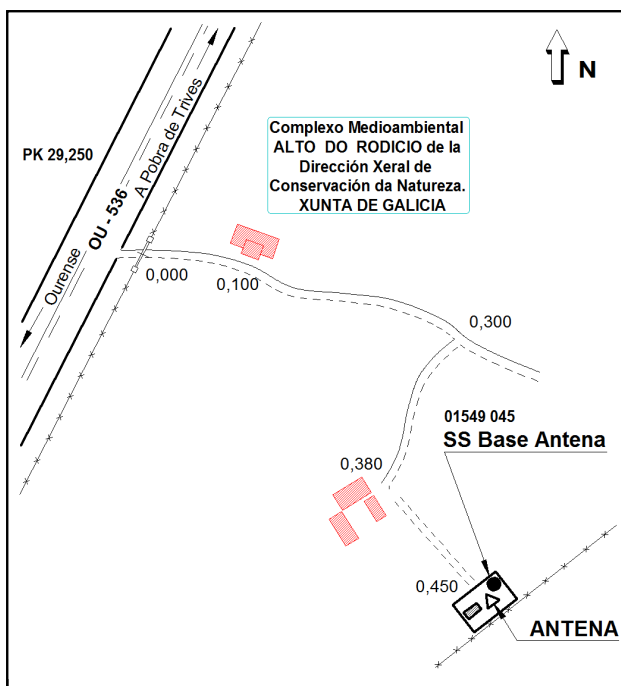 N
Complexo Medioambiental
ALTO DO RODICIO de la
Dirección Xeral de
Conservación da Natureza.
XUNTA DE GALICIA
PK 29,250
A Pobra de Trives
OU - 536
Ourense
0,000
0,100
0,300
01549 045
SS Base Antena
0,380
0,450
ANTENA